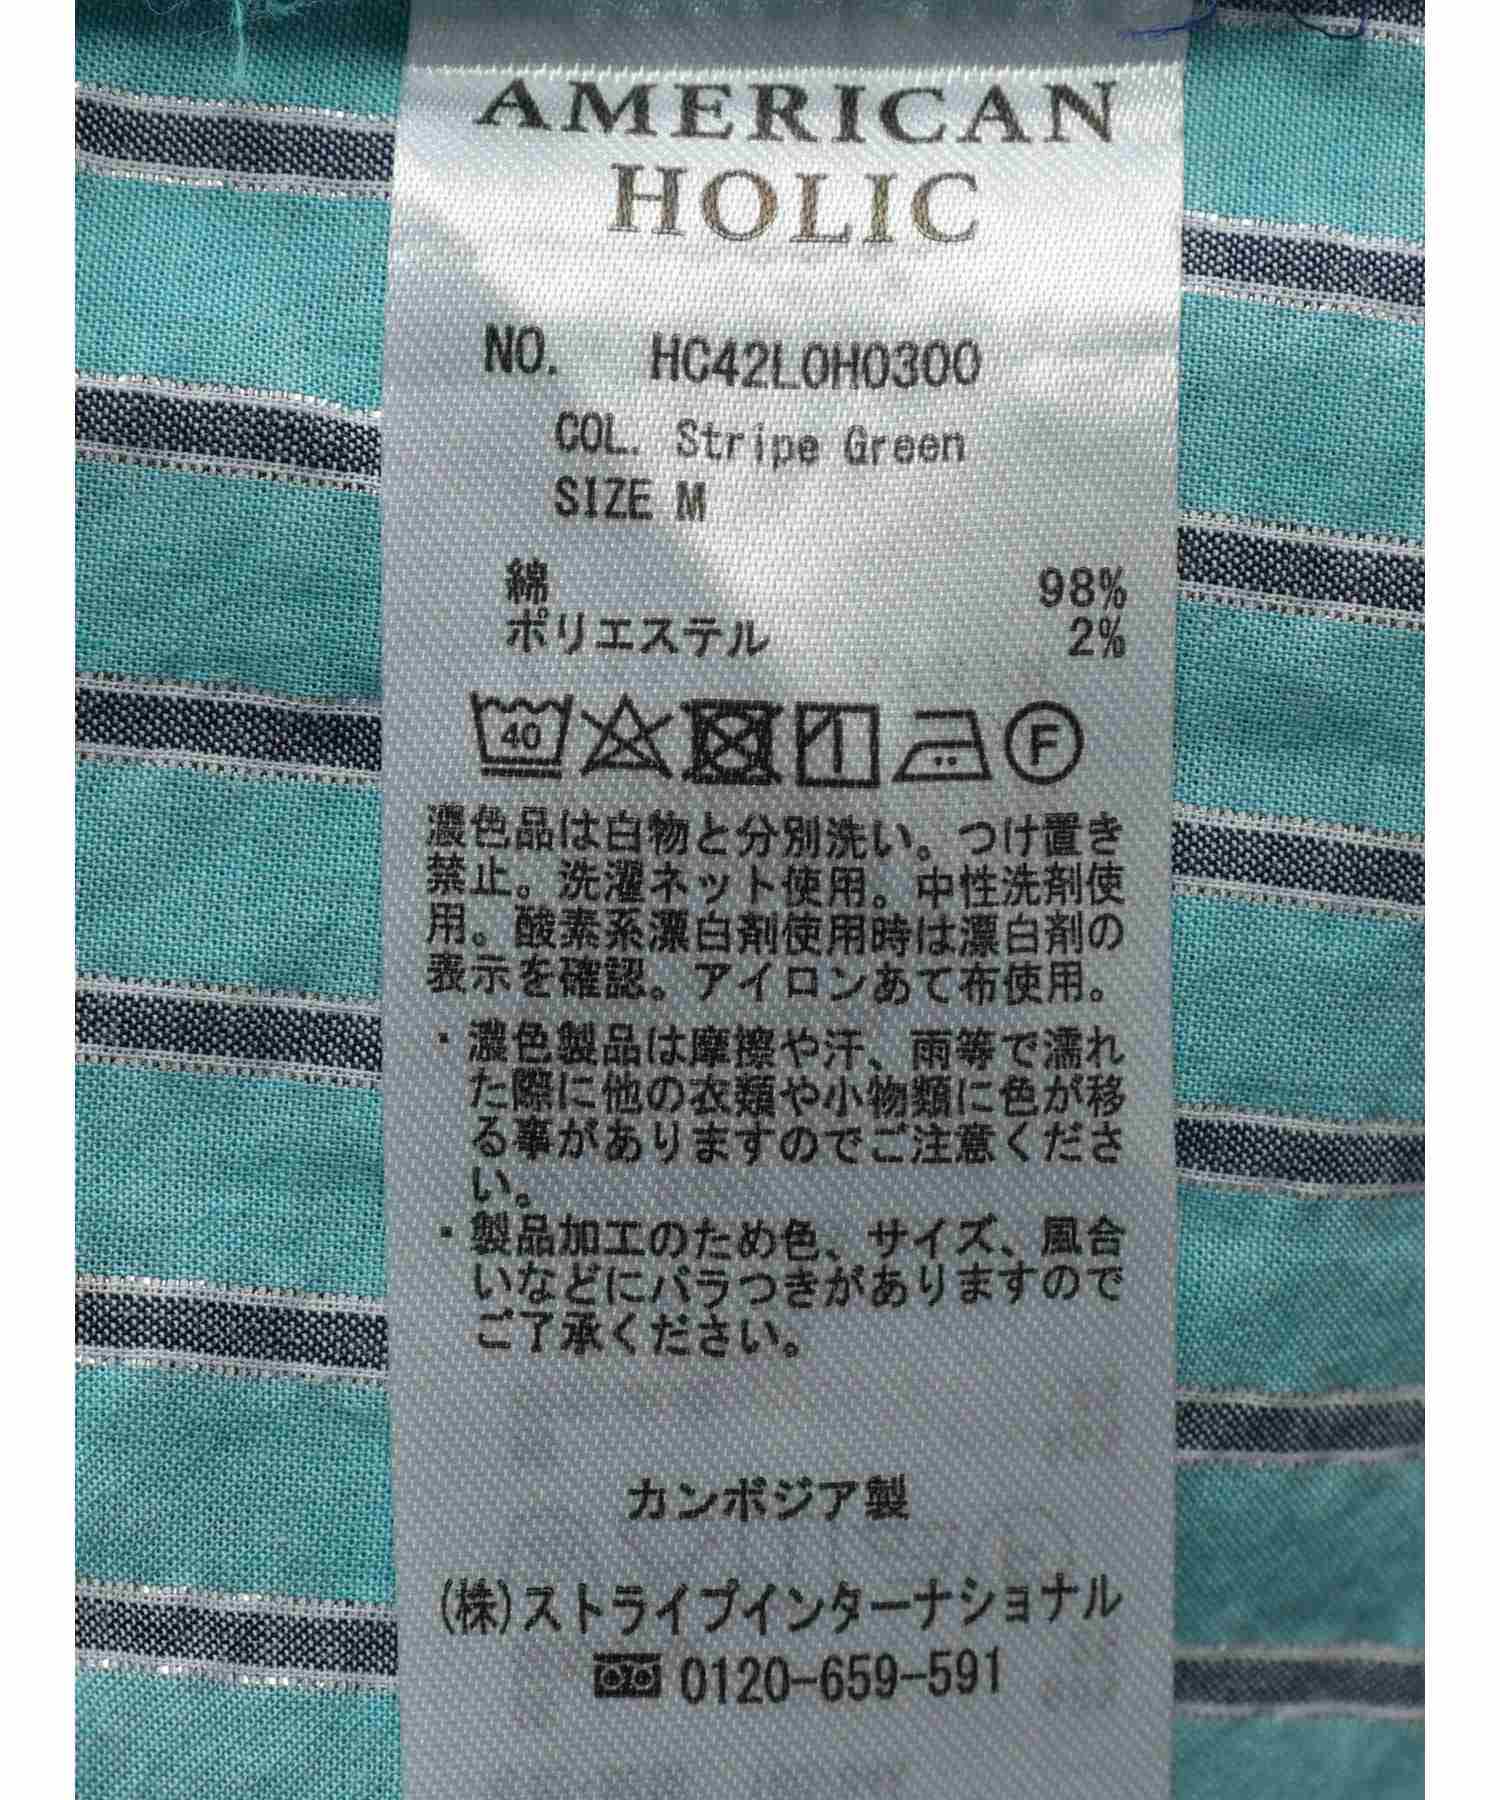 AMERICAN
HOLIC
NO. HC42L0H0300
COL. Stripe Green
SIZE M
綿 98%
ポリエステル 2%
40 F
濃色品は白物と分別洗い。つけ置き
禁止。洗濯ネット使用。中性洗剤使
用。酸素系漂白剤使用時は漂白剤の
表示を確認。アイロンあて布使用。
・濃色製品は摩擦や汗、雨等で濡れ
た際に他の衣類や小物類に色が移
る事がありますのでご注意くださ
い。
・製品加工のため色、サイズ、風合
いなどにバラつきがありますので
ご了承ください。
カンボジア製
(株)ストライプインターナショナル
0120-659-591